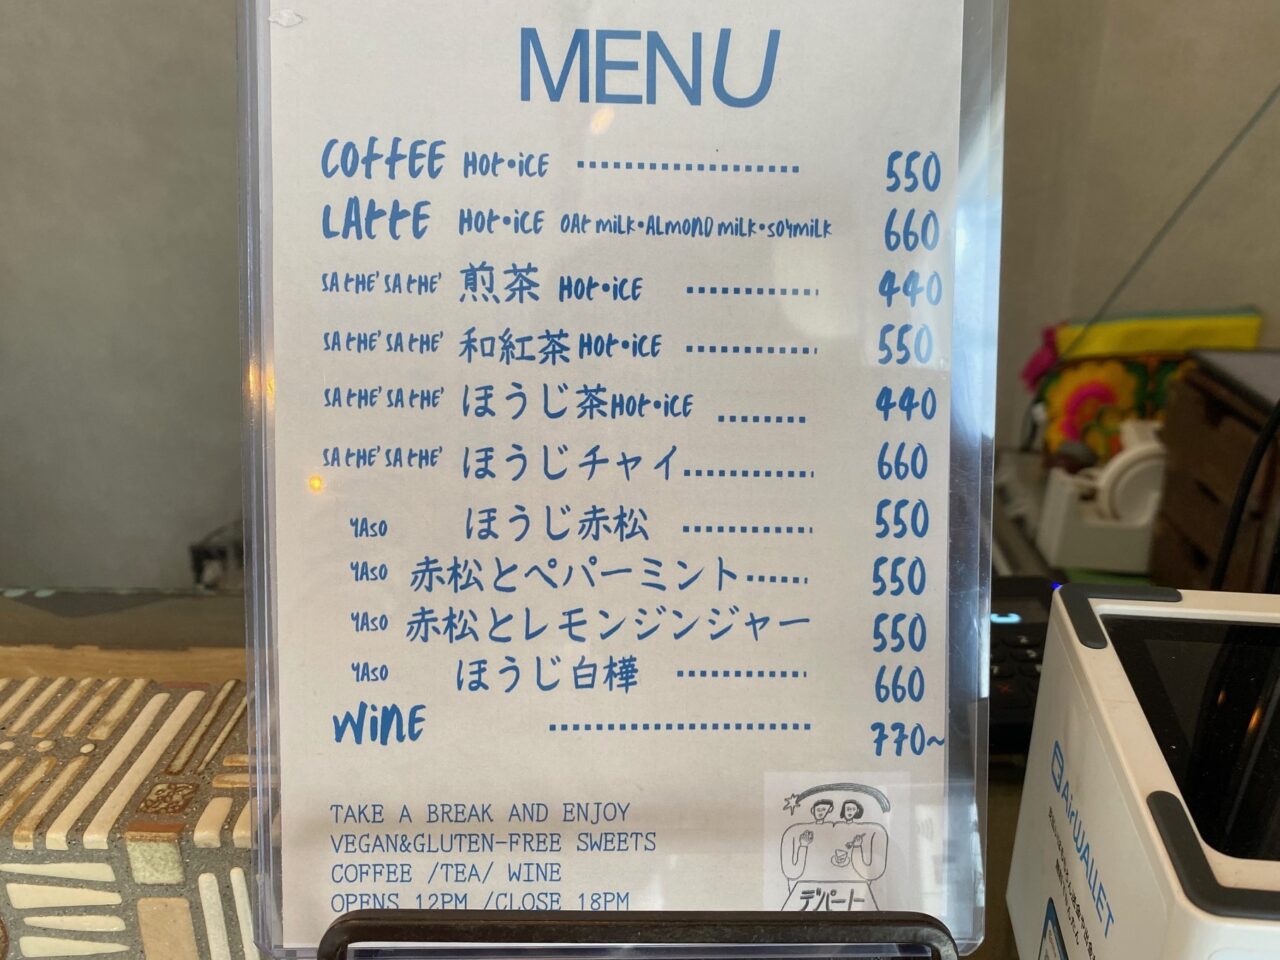 MENU
COFFEE HOT•ICE 550
LATTE HOT•ICE OAT MILK•ALMOND MILK•SOYMILK 660
SATHE' SATHE' 煎茶 HOT•ICE 440
SATHE' SATHE' 和紅茶 HOT•ICE 550
SATHE' SATHE' ほうじ茶 HOT•ICE 440
SATHE' SATHE' ほうじチャイ 660
YASO ほうじ赤松 550
YASO 赤松とペパーミント 550
YASO 赤松とレモンジンジャー 550
YASO ほうじ白樺 660
WINE 770~
TAKE A BREAK AND ENJOY
VEGAN&GLUTEN-FREE SWEETS
COFFEE /TEA/ WINE
OPENS 12PM /CLOSE 18PM
デパート
AirWALLET